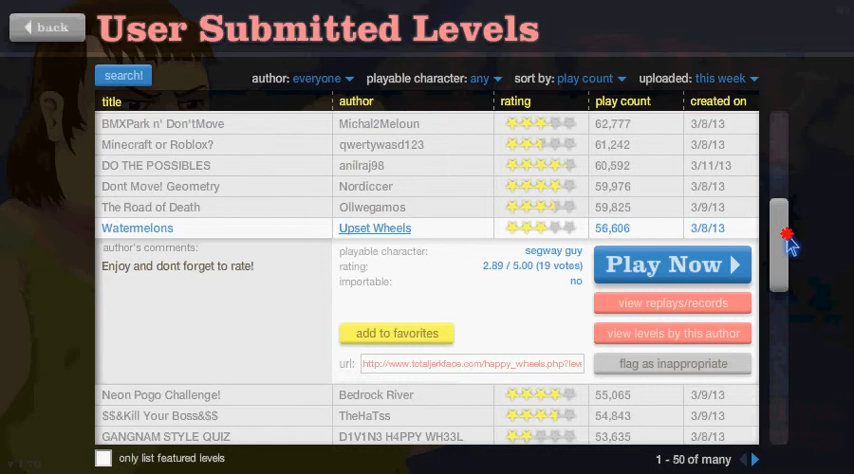 back
User Submitted Levels
search!
author: everyone playable character: any sort by: play count uploaded: this week
title author rating play count created on
BMXPark n' Don'tMove Michal2Meloun 62,777 3/8/13
Minecraft or Roblox? qwertywasd123 61,242 3/8/13
DO THE POSSIBLES anilraj98 60,592 3/11/13
Dont Move! Geometry Nordiccer 59,976 3/8/13
The Road of Death Ollwegamos 59,825 3/9/13
Watermelons Upset Wheels 56,606 3/8/13
author's comments:
Enjoy and dont forget to rate!
playable character: segway guy
rating: 2.89 / 5.00 (19 votes)
importable: no
Play Now
view replays/records
add to favorites
view levels by this author
url: http://www.totaljerkface.com/happy_wheels.php?leve
flag as inappropriate
Neon Pogo Challenge! Bedrock River 55,065 3/9/13
$$&Kill Your Boss&$$ TheHaTss 54,843 3/9/13
GANGNAM STYLE QUIZ D1V1N3 H4PPY WH33L 53,635 3/8/13
only list featured levels
1 - 50 of many